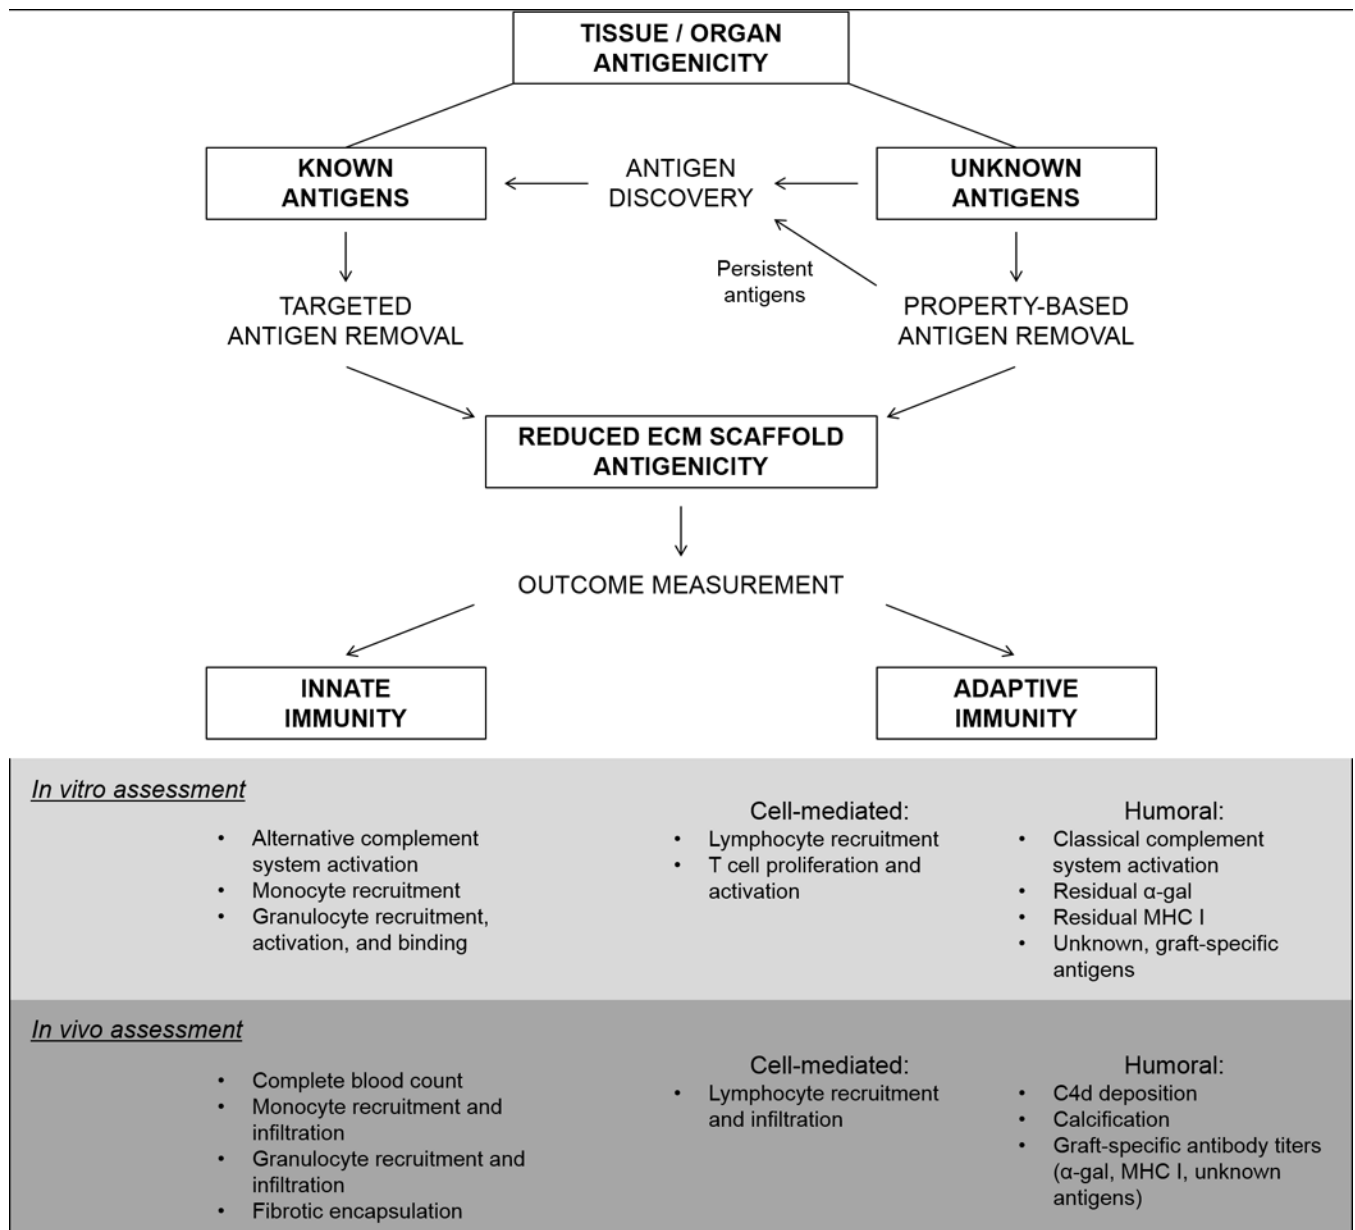 TISSUE / ORGAN
ANTIGENICITY
KNOWN
ANTIGENS
ANTIGEN
DISCOVERY
UNKNOWN
ANTIGENS
Persistent
antigens
TARGETED
ANTIGEN REMOVAL
PROPERTY-BASED
ANTIGEN REMOVAL
REDUCED ECM SCAFFOLD
ANTIGENICITY
OUTCOME MEASUREMENT
INNATE
IMMUNITY
ADAPTIVE
IMMUNITY
In vitro assessment
• Alternative complement
system activation
• Monocyte recruitment
• Granulocyte recruitment,
activation, and binding
Cell-mediated:
• Lymphocyte recruitment
• T cell proliferation and
activation
Humoral:
• Classical complement
system activation
• Residual α-gal
• Residual MHC I
• Unknown, graft-specific
antigens
In vivo assessment
• Complete blood count
• Monocyte recruitment and
infiltration
• Granulocyte recruitment and
infiltration
• Fibrotic encapsulation
Cell-mediated:
• Lymphocyte recruitment
and infiltration
Humoral:
• C4d deposition
• Calcification
• Graft-specific antibody titers
(α-gal, MHC I, unknown
antigens)